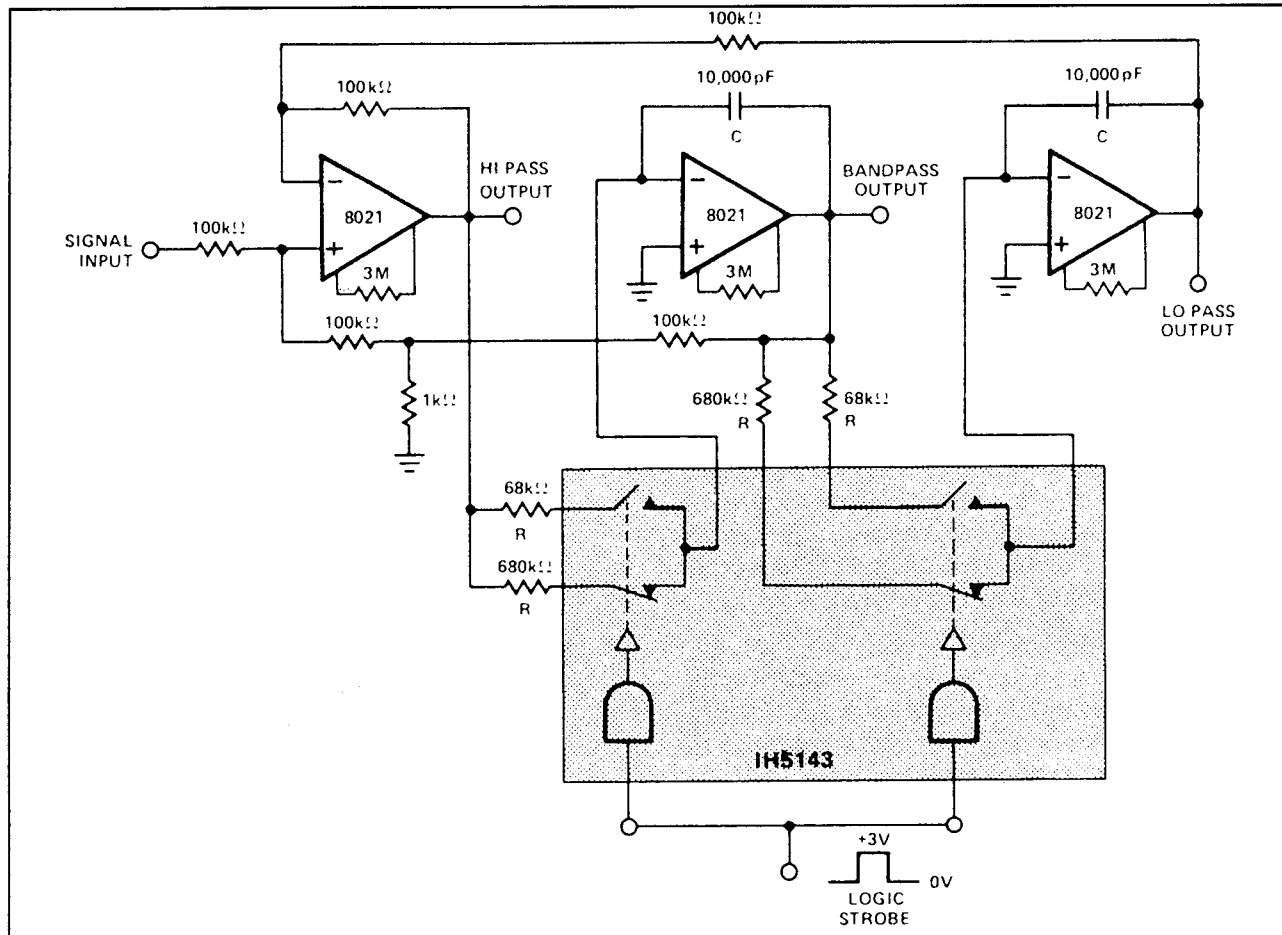 100kΩ
100kΩ
10,000pF
C
10,000pF
C
−
8021
+
3M
HI PASS
OUTPUT
−
8021
+
3M
BANDPASS
OUTPUT
−
8021
+
3M
LO PASS
OUTPUT
SIGNAL
INPUT
100kΩ
100kΩ
100kΩ
1kΩ
680kΩ
R
68kΩ
R
68kΩ
R
680kΩ
R
IH5143
+3V
0V
LOGIC
STROBE